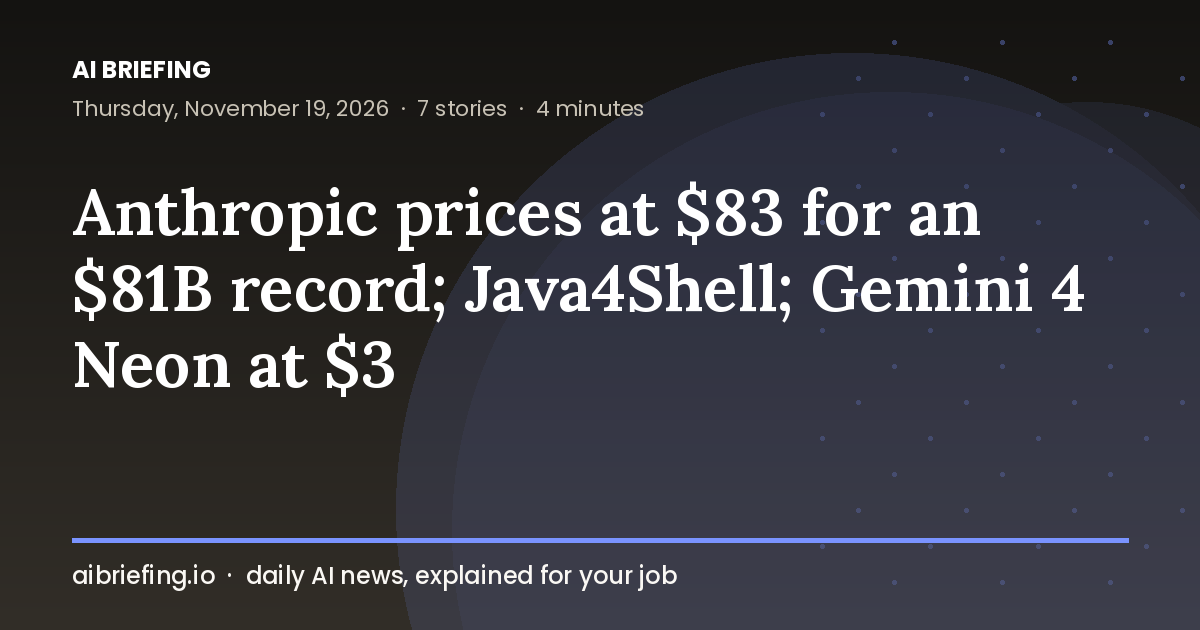 AI BRIEFING
Thursday, November 19, 2026 · 7 stories · 4 minutes
Anthropic prices at $83 for an
$81B record; Java4Shell; Gemini 4
Neon at $3
aibriefing.io · daily AI news, explained for your job